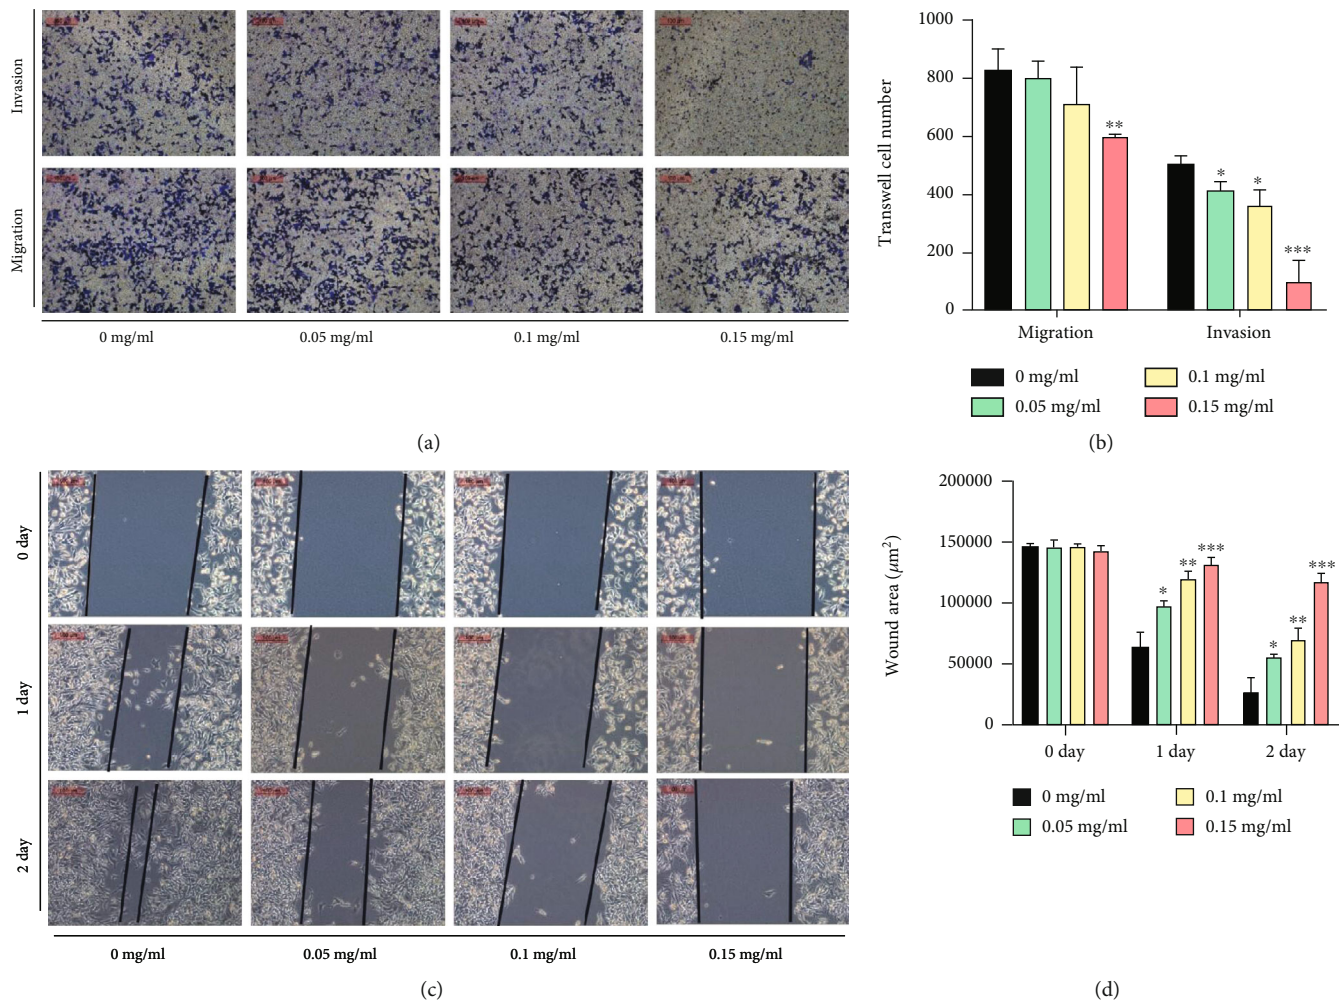 Invasion
Migration
0 mg/ml
0.05 mg/ml
0.1 mg/ml
0.15 mg/ml
(a)
Transwell cell number
1000
800
600
400
200
0
**
*
*
***
Migration
Invasion
0 mg/ml
0.1 mg/ml
0.05 mg/ml
0.15 mg/ml
(b)
0 day
1 day
2 day
0 mg/ml
0.05 mg/ml
0.1 mg/ml
0.15 mg/ml
(c)
Wound area (μm²)
200000
150000
100000
50000
0
*
**
***
*
**
***
0 day
1 day
2 day
0 mg/ml
0.1 mg/ml
0.05 mg/ml
0.15 mg/ml
(d)